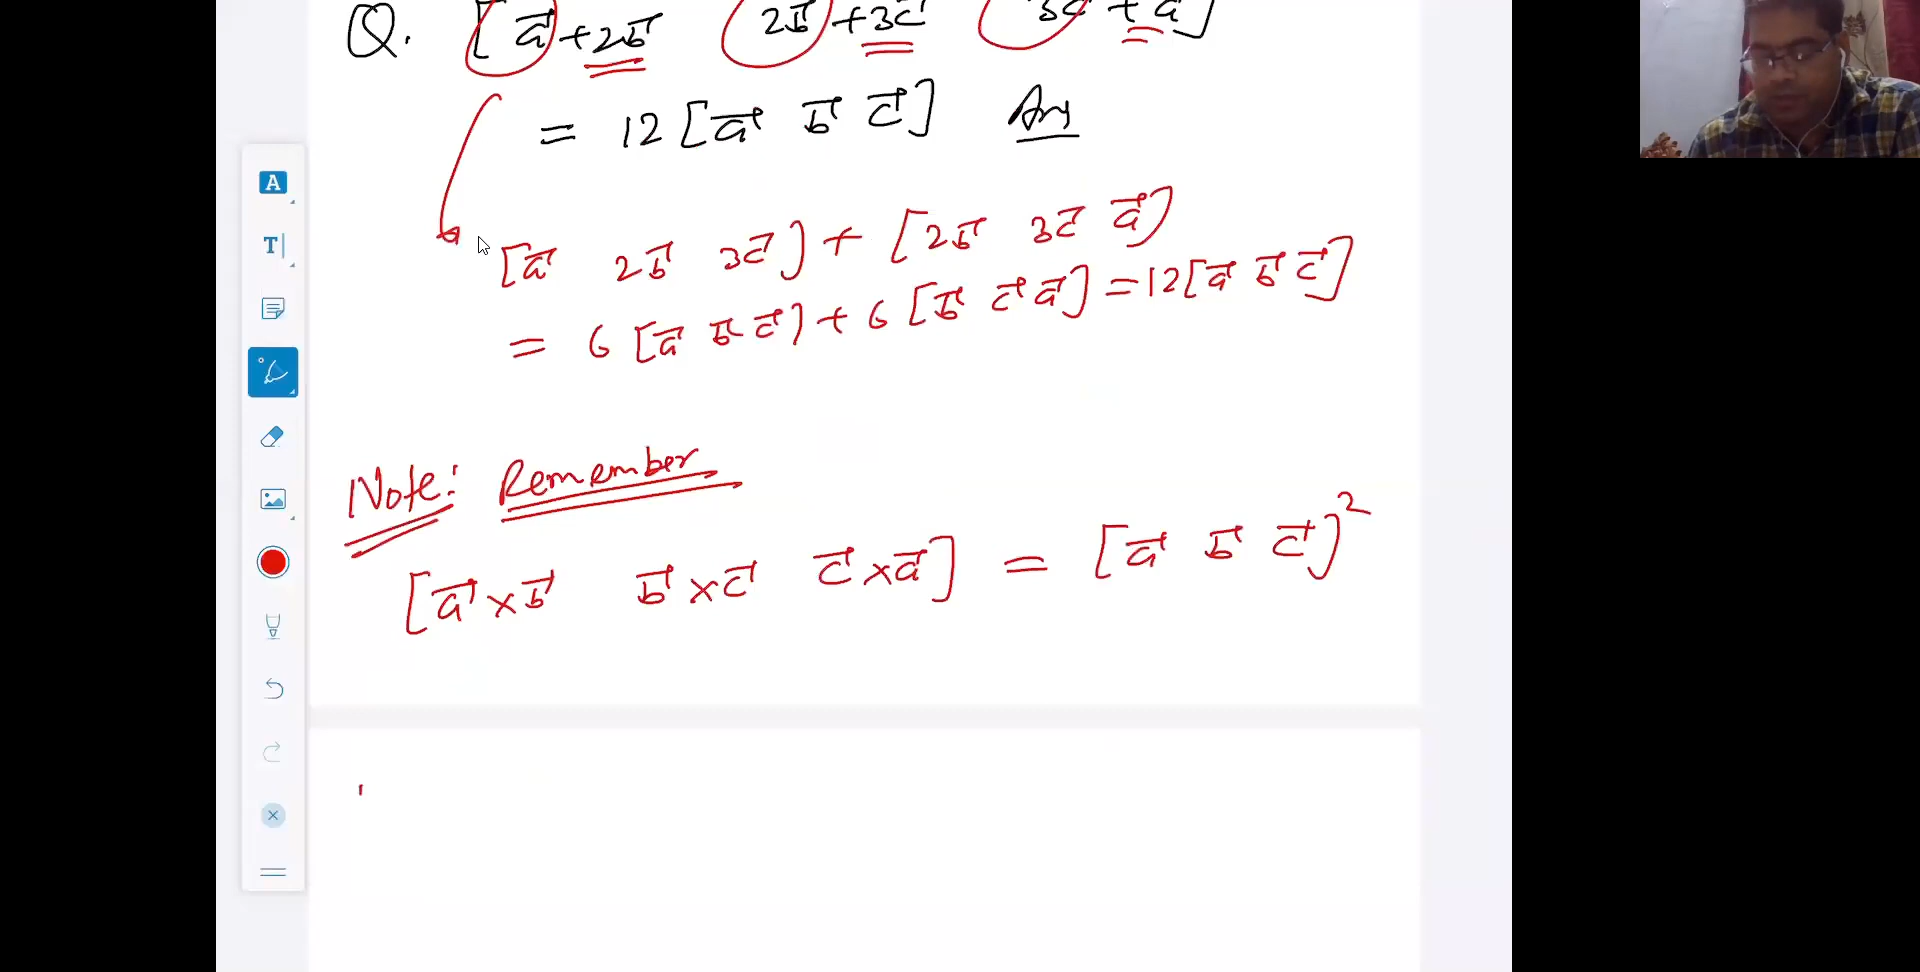 Q. [a⃗+2b⃗ 2b⃗+3c⃗ 3c⃗+a⃗]
= 12[a⃗ b⃗ c⃗] Ans
[a⃗ 2b⃗ 3c⃗] + [2b⃗ 3c⃗ a⃗]
= 6[a⃗ b⃗ c⃗] + 6[b⃗ c⃗ a⃗] = 12[a⃗ b⃗ c⃗]
Note: Remember
[a⃗×b⃗ b⃗×c⃗ c⃗×a⃗] = [a⃗ b⃗ c⃗]²
A
T